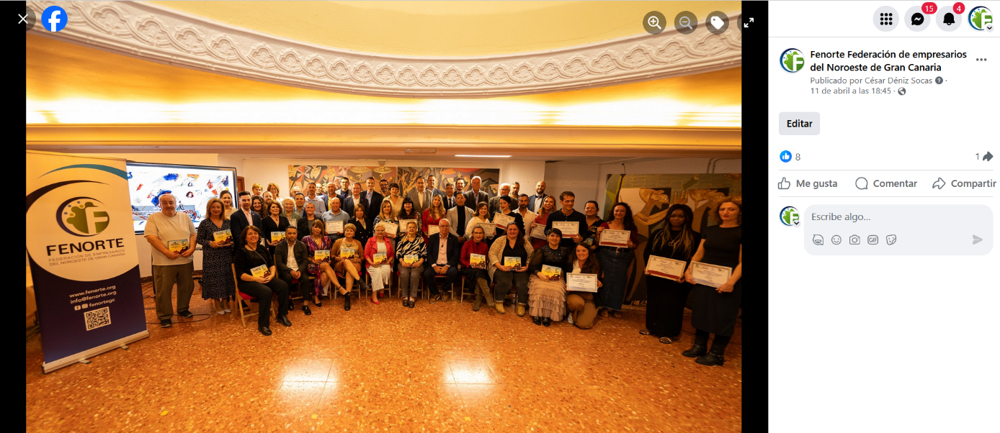 FENORTE
FEDERACIÓN DE EMPRESARIOS
DEL NOROESTE DE GRAN CANARIA
www.fenorte.org
info@fenorte.org
fenortegc
15
4
Fenorte Federación de empresarios
del Noroeste de Gran Canaria
Publicado por César Déniz Socas
11 de abril a las 18:45 ·
Editar
8
1
Me gusta
Comentar
Compartir
Escribe algo...
GIF